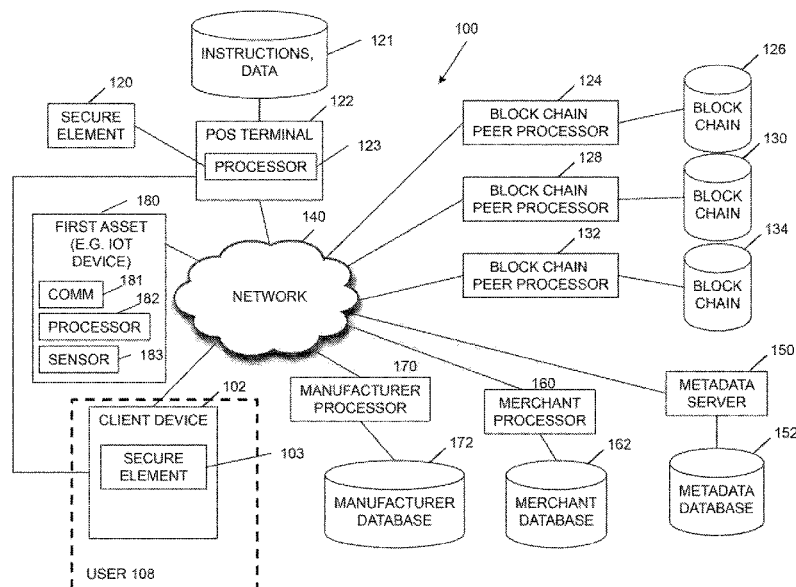 INSTRUCTIONS,
DATA
121
100
120
SECURE
ELEMENT
122
POS TERMINAL
PROCESSOR
123
124
BLOCK CHAIN
PEER PROCESSOR
126
BLOCK
CHAIN
128
BLOCK CHAIN
PEER PROCESSOR
130
BLOCK
CHAIN
132
BLOCK CHAIN
PEER PROCESSOR
134
BLOCK
CHAIN
180
FIRST ASSET
(E.G. IOT
DEVICE)
COMM
181
182
PROCESSOR
SENSOR
183
140
NETWORK
102
CLIENT DEVICE
SECURE
ELEMENT
103
USER 108
170
MANUFACTURER
PROCESSOR
172
MANUFACTURER
DATABASE
160
MERCHANT
PROCESSOR
162
MERCHANT
DATABASE
150
METADATA
SERVER
152
METADATA
DATABASE